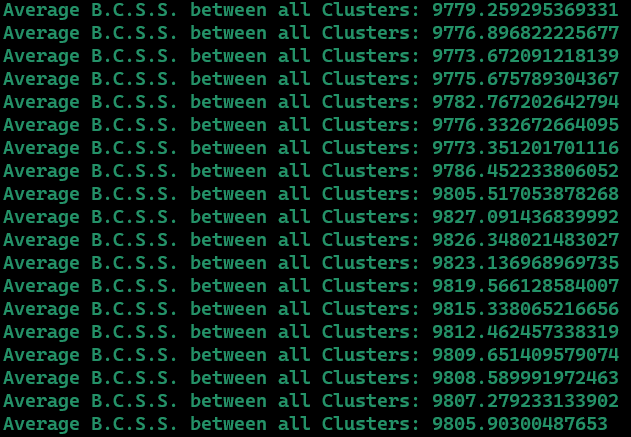 Average B.C.S.S. between all Clusters: 9779.259295369331
Average B.C.S.S. between all Clusters: 9776.896822225677
Average B.C.S.S. between all Clusters: 9773.672091218139
Average B.C.S.S. between all Clusters: 9775.675789304367
Average B.C.S.S. between all Clusters: 9782.767202642794
Average B.C.S.S. between all Clusters: 9776.332672664095
Average B.C.S.S. between all Clusters: 9773.351201701116
Average B.C.S.S. between all Clusters: 9786.452233806052
Average B.C.S.S. between all Clusters: 9805.517053878268
Average B.C.S.S. between all Clusters: 9827.091436839992
Average B.C.S.S. between all Clusters: 9826.348021483027
Average B.C.S.S. between all Clusters: 9823.136968969735
Average B.C.S.S. between all Clusters: 9819.566128584007
Average B.C.S.S. between all Clusters: 9815.338065216656
Average B.C.S.S. between all Clusters: 9812.462457338319
Average B.C.S.S. between all Clusters: 9809.651409579074
Average B.C.S.S. between all Clusters: 9808.589991972463
Average B.C.S.S. between all Clusters: 9807.279233133902
Average B.C.S.S. between all Clusters: 9805.90300487653